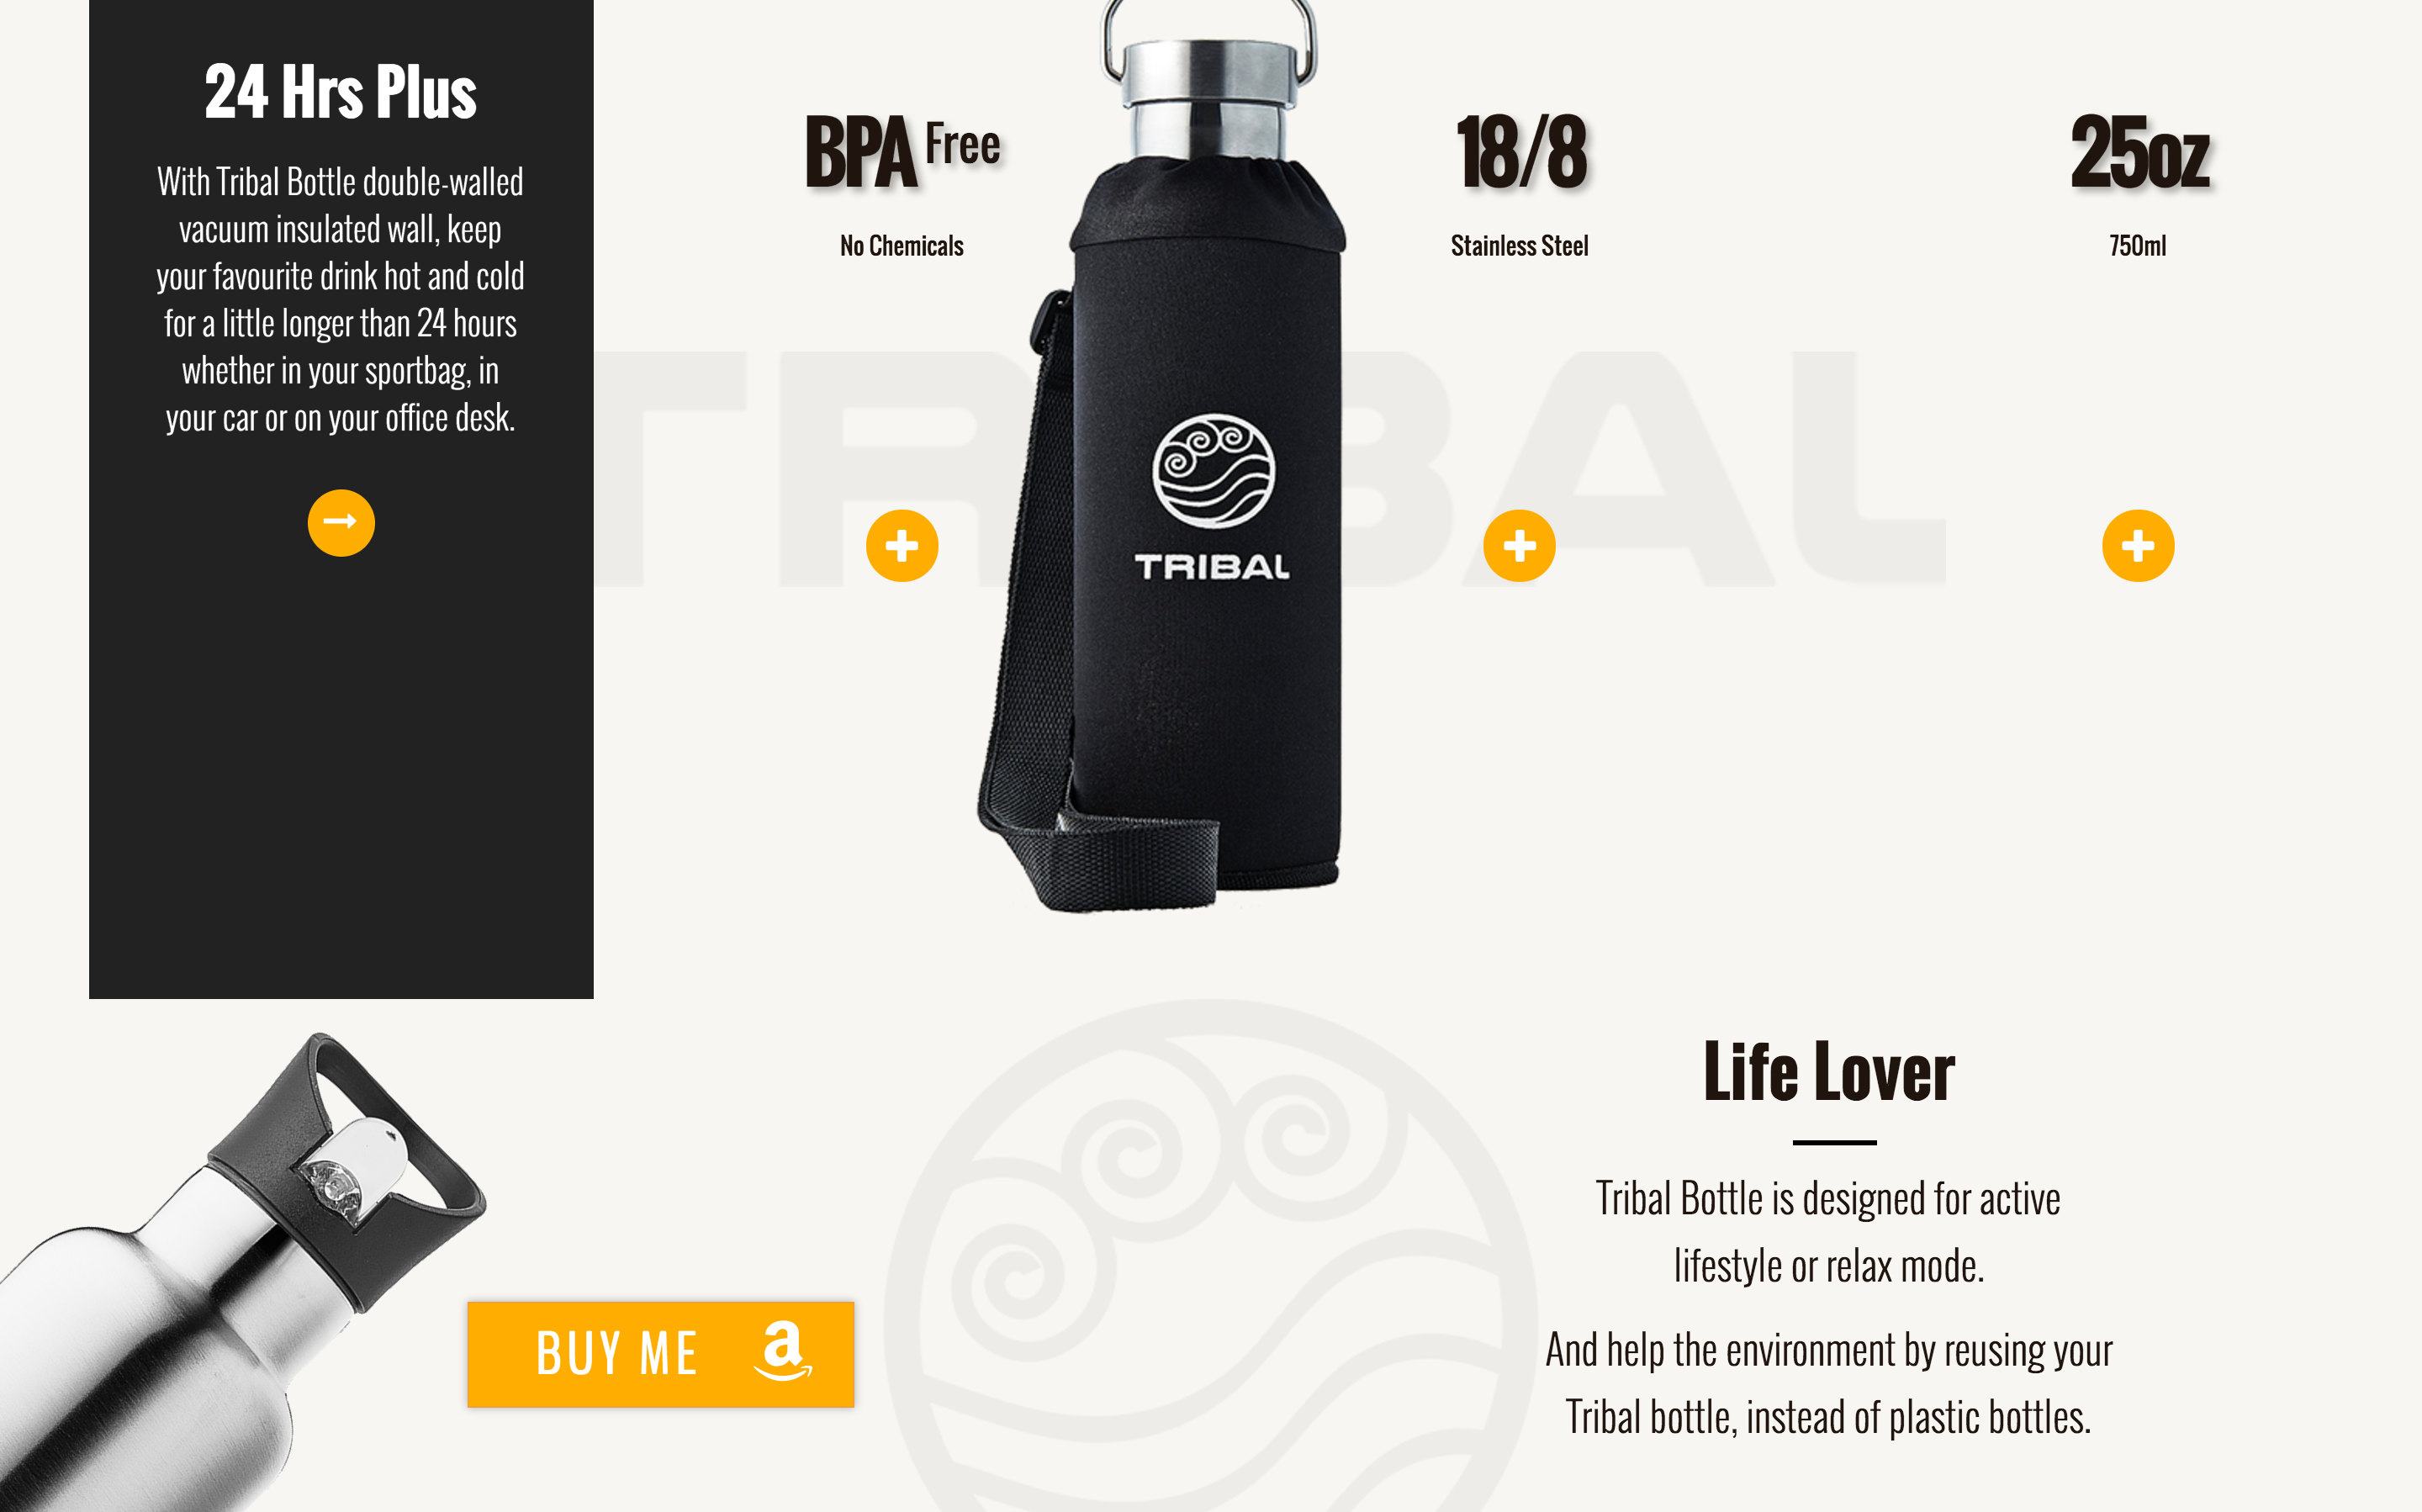 24 Hrs Plus
With Tribal Bottle double-walled
vacuum insulated wall, keep
your favourite drink hot and cold
for a little longer than 24 hours
whether in your sportbag, in
your car or on your office desk.
BPA Free
No Chemicals
18/8
Stainless Steel
25oz
750ml
TRIBAL
TRIBAL
BUY ME a
Life Lover
Tribal Bottle is designed for active
lifestyle or relax mode.
And help the environment by reusing your
Tribal bottle, instead of plastic bottles.